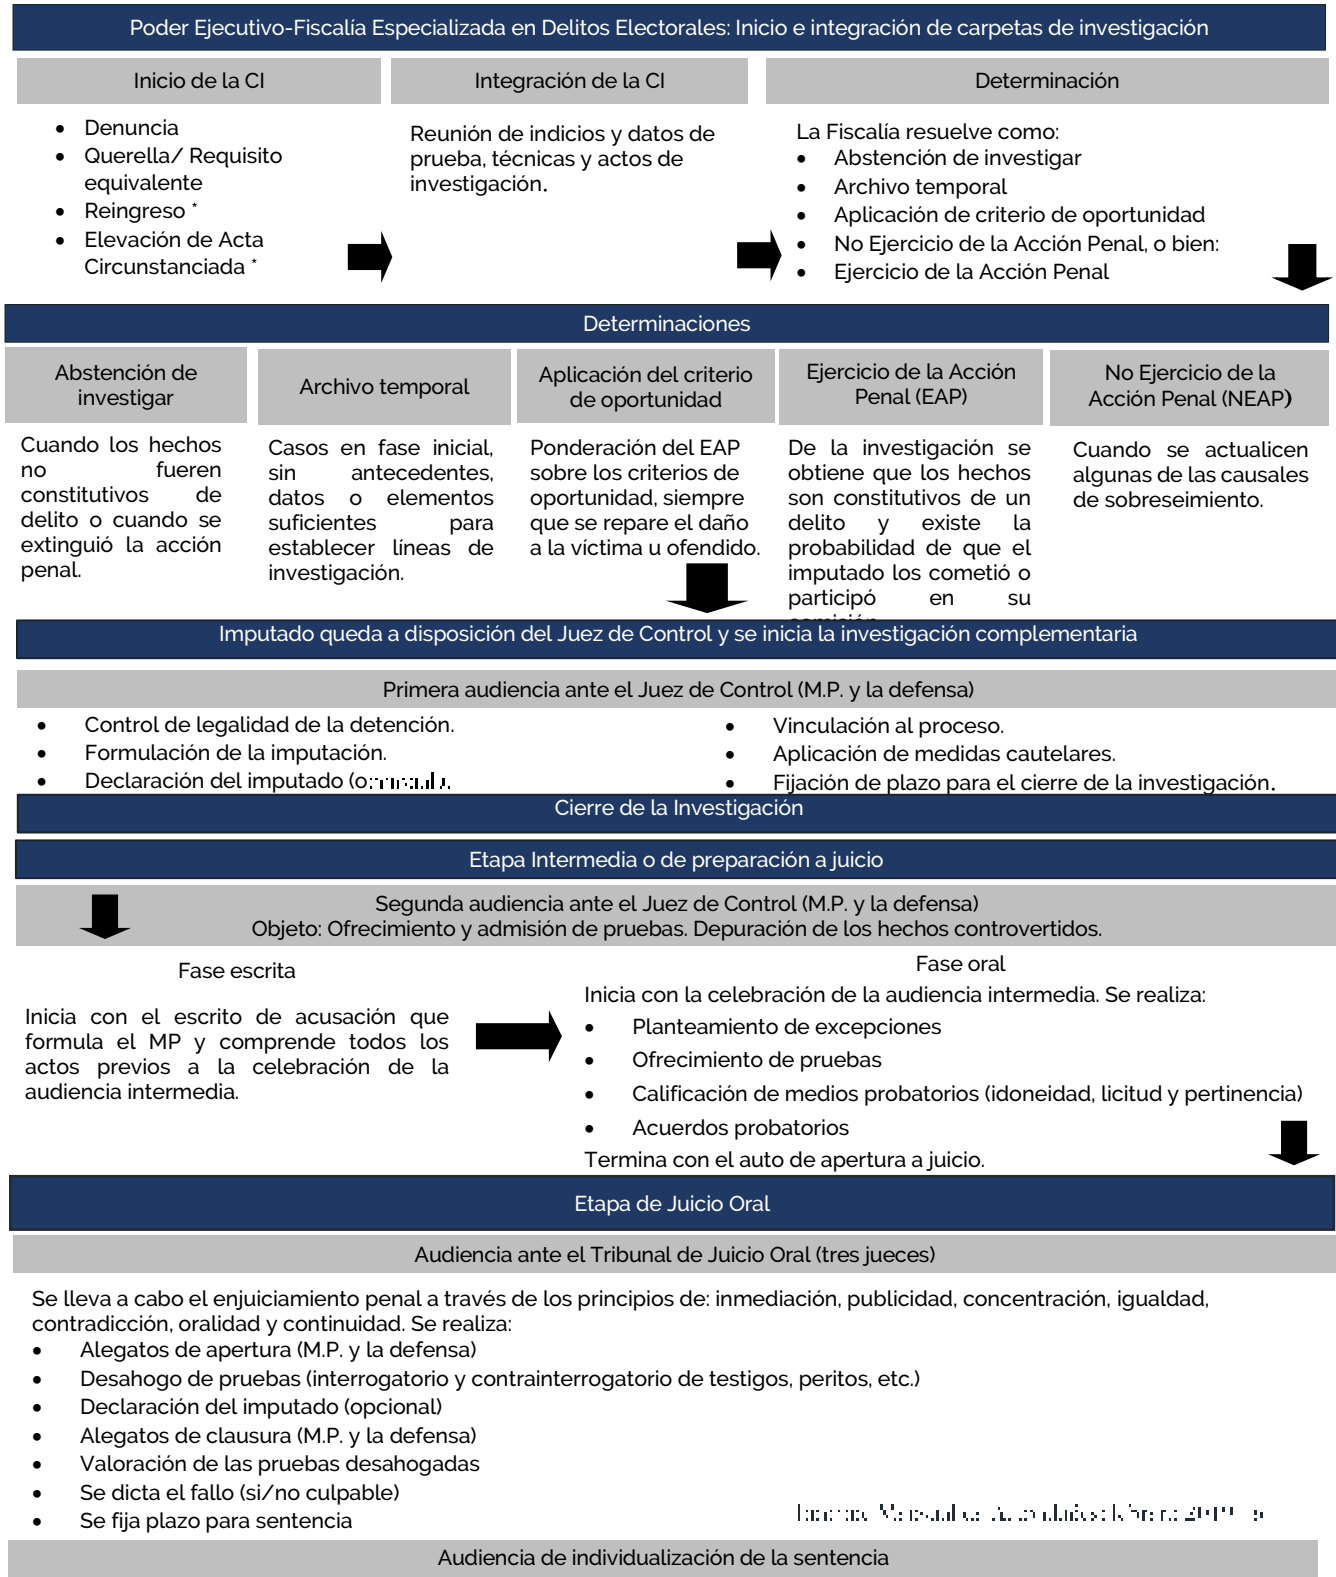 Poder Ejecutivo-Fiscalía Especializada en Delitos Electorales: Inicio e integración de carpetas de investigación
Inicio de la CI
• Denuncia
• Querella/ Requisito
equivalente
• Reingreso *
• Elevación de Acta
Circunstanciada *
Integración de la CI
Reunión de indicios y datos de
prueba, técnicas y actos de
investigación.
Determinación
La Fiscalía resuelve como:
• Abstención de investigar
• Archivo temporal
• Aplicación de criterio de oportunidad
• No Ejercicio de la Acción Penal, o bien:
• Ejercicio de la Acción Penal
Determinaciones
Abstención de
investigar
Cuando los hechos
no fueren
constitutivos de
delito o cuando se
extinguió la acción
penal.
Archivo temporal
Casos en fase inicial,
sin antecedentes,
datos o elementos
suficientes para
establecer líneas de
investigación.
Aplicación del criterio
de oportunidad
Ponderación del EAP
sobre los criterios de
oportunidad, siempre
que se repare el daño
a la víctima u ofendido.
Ejercicio de la Acción
Penal (EAP)
De la investigación se
obtiene que los hechos
son constitutivos de un
delito y existe la
probabilidad de que el
imputado los cometió o
participó en su
No Ejercicio de la
Acción Penal (NEAP)
Cuando se actualicen
algunas de las causales
de sobreseimiento.
Imputado queda a disposición del Juez de Control y se inicia la investigación complementaria
Primera audiencia ante el Juez de Control (M.P. y la defensa)
• Control de legalidad de la detención.
• Formulación de la imputación.
• Declaración del imputado
• Vinculación al proceso.
• Aplicación de medidas cautelares.
• Fijación de plazo para el cierre de la investigación.
Cierre de la Investigación
Etapa Intermedia o de preparación a juicio
Segunda audiencia ante el Juez de Control (M.P. y la defensa)
Objeto: Ofrecimiento y admisión de pruebas. Depuración de los hechos controvertidos.
Fase escrita
Inicia con el escrito de acusación que
formula el MP y comprende todos los
actos previos a la celebración de la
audiencia intermedia.
Fase oral
Inicia con la celebración de la audiencia intermedia. Se realiza:
• Planteamiento de excepciones
• Ofrecimiento de pruebas
• Calificación de medios probatorios (idoneidad, licitud y pertinencia)
• Acuerdos probatorios
Termina con el auto de apertura a juicio.
Etapa de Juicio Oral
Audiencia ante el Tribunal de Juicio Oral (tres jueces)
Se lleva a cabo el enjuiciamiento penal a través de los principios de: inmediación, publicidad, concentración, igualdad,
contradicción, oralidad y continuidad. Se realiza:
• Alegatos de apertura (M.P. y la defensa)
• Desahogo de pruebas (interrogatorio y contrainterrogatorio de testigos, peritos, etc.)
• Declaración del imputado (opcional)
• Alegatos de clausura (M.P. y la defensa)
• Valoración de las pruebas desahogadas
• Se dicta el fallo (si/no culpable)
• Se fija plazo para sentencia
Audiencia de individualización de la sentencia